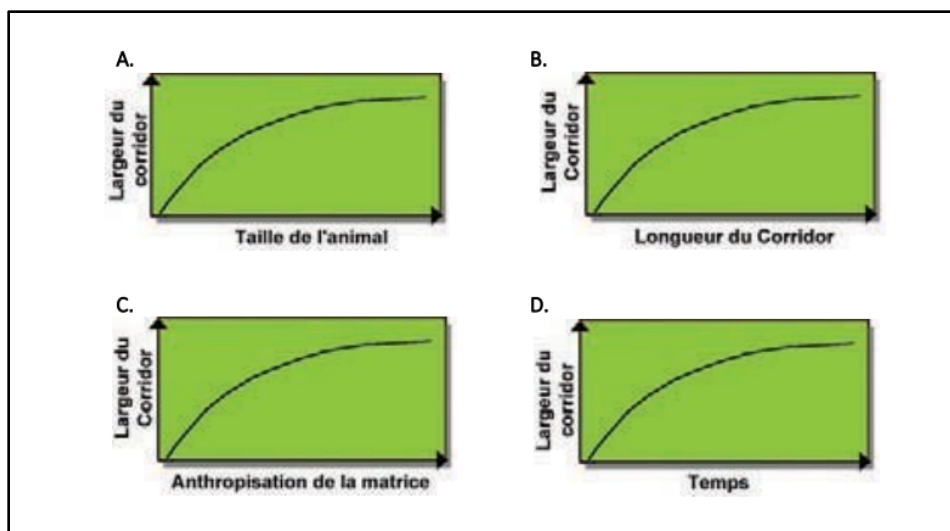 A.
Largeur du
corridor
Taille de l'animal
B.
Largeur du
Corridor
Longueur du Corridor
C.
Largeur du
Corridor
Anthropisation de la matrice
D.
Largeur du
corridor
Temps